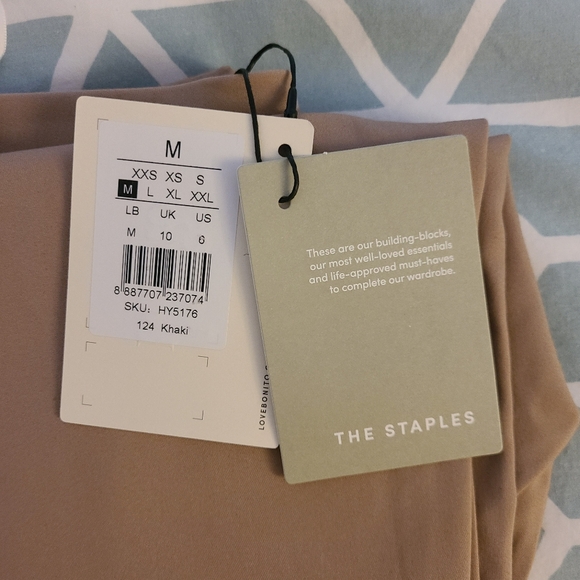 M
XXS XS S
M L XL XXL
LB UK US
M 10 6
8 887707 237074
SKU: HY5176
124 Khaki
LOVEBONITO
These are our building-blocks,
our most well-loved essentials
and life-approved must-haves
to complete our wardrobe.
THE STAPLES